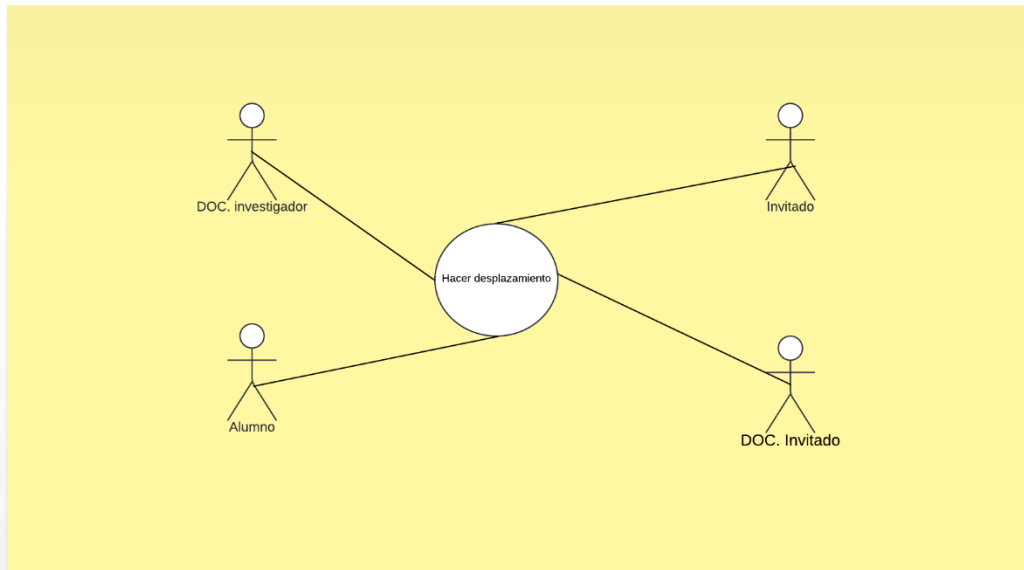 DOC. investigador
Invitado
Hacer desplazamiento
Alumno
DOC. Invitado